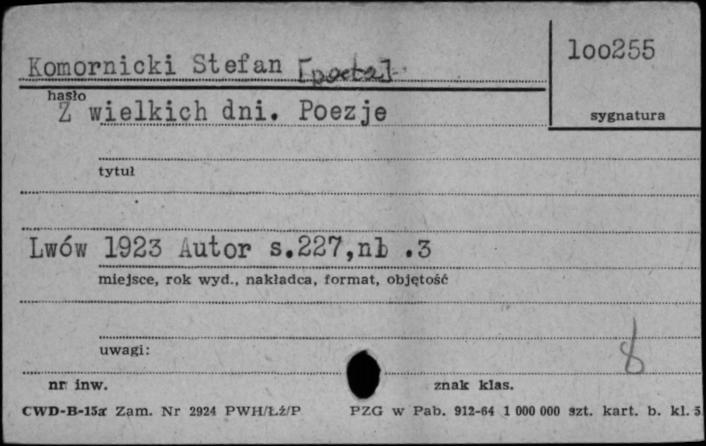 Komornicki Stefan [poeta]
100255
hasło
Z wielkich dni. Poezje
sygnatura
tytuł
Lwów 1923 Autor s.227,nl .3
miejsce, rok wyd., nakładca, format, objętość
uwagi:
8
nr inw.
znak klas.
CWD-B-15a Zam. Nr 2924 PWH/Łż/P
PZG w Pab. 912-64 1 000 000 szt. kart. b. kl. 5